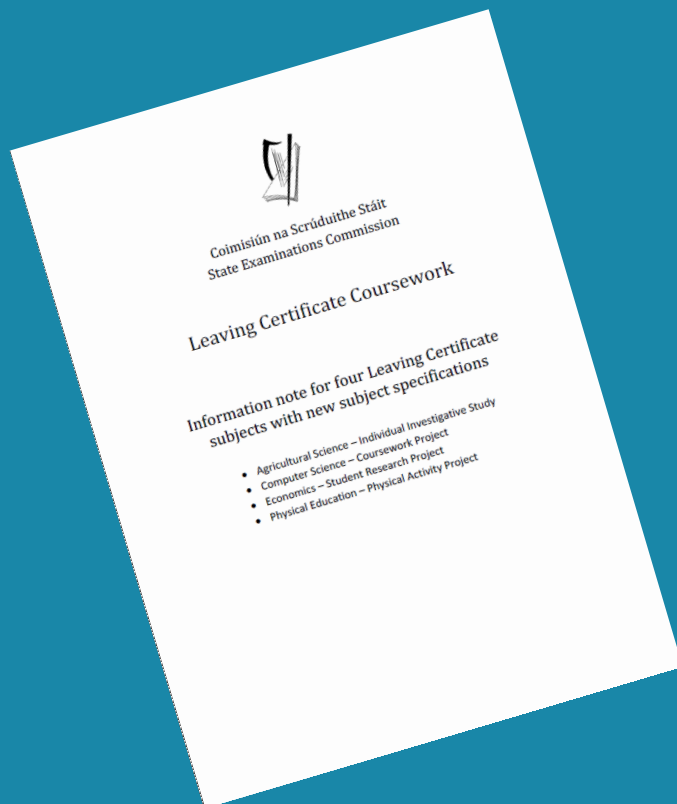 Coimisiún na Scrúduithe Stáit
State Examinations Commission
Leaving Certificate Coursework
Information note for four Leaving Certificate
subjects with new subject specifications
• Agricultural Science – Individual Investigative Study
• Computer Science – Coursework Project
• Economics – Student Research Project
• Physical Education – Physical Activity Project